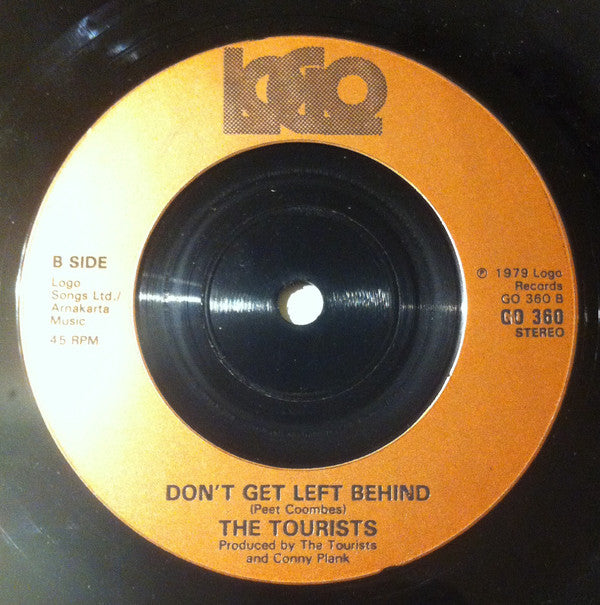 LOGO
B SIDE
Logo
Songs Ltd./
Arnakarta
Music
45 RPM
℗ 1979 Logo
Records
GO 360 B
GO 360
STEREO
DON'T GET LEFT BEHIND
(Peet Coombes)
THE TOURISTS
Produced by The Tourists
and Conny Plank